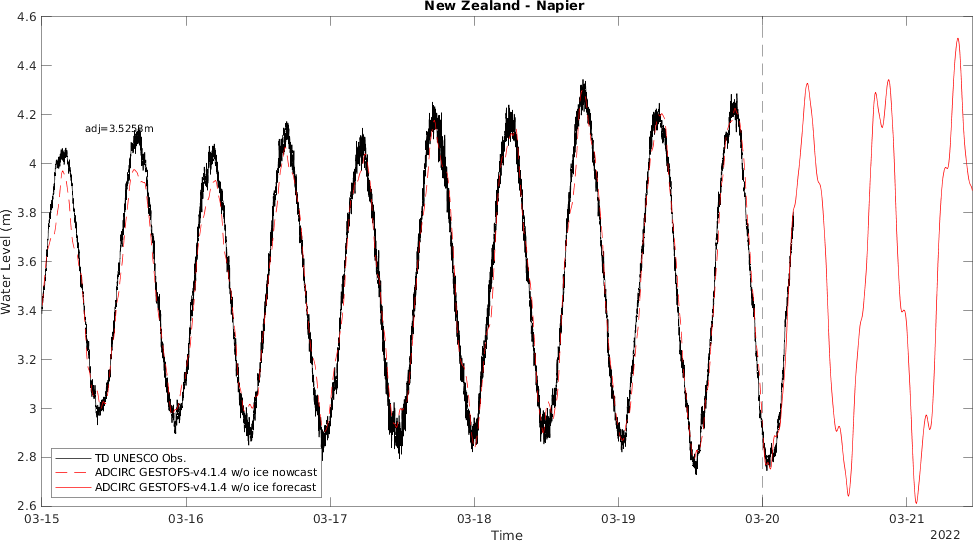 New Zealand - Napier
4.6
4.4
4.2
4
3.8
3.6
3.4
3.2
3
2.8
2.6
Water Level (m)
adj=3.5258m
TD UNESCO Obs.
ADCIRC GESTOFS-v4.1.4 w/o ice nowcast
ADCIRC GESTOFS-v4.1.4 w/o ice forecast
03-15 03-16 03-17 03-18 03-19 03-20 03-21
Time
2022